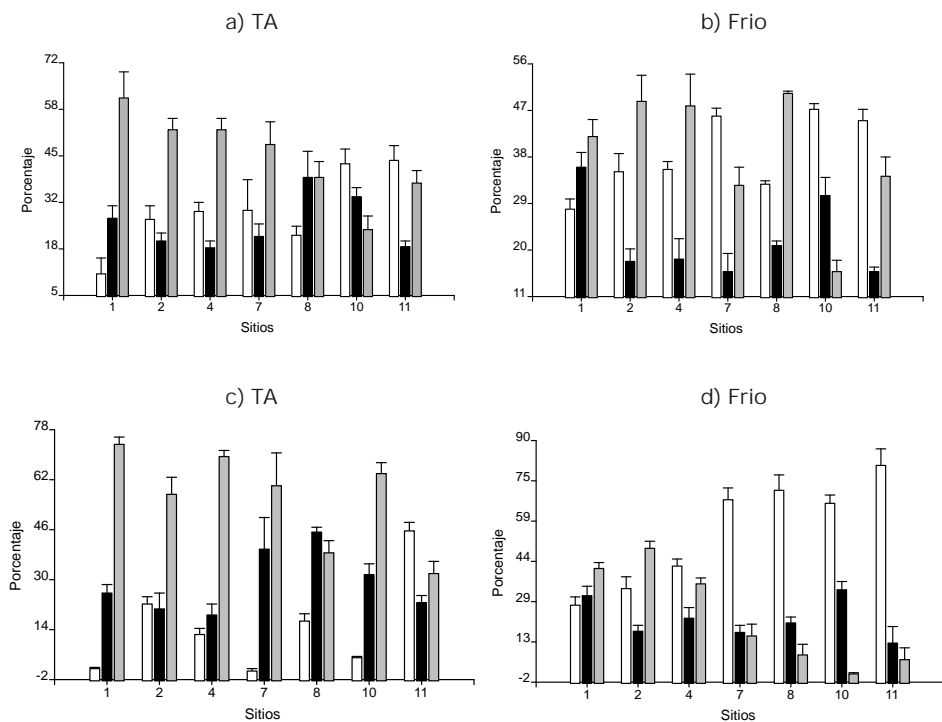 a) TA
72
58
45
32
18
5
Porcentaje
1 2 4 7 8 10 11
Sitios
b) Frio
56
47
38
29
20
11
Porcentaje
1 2 4 7 8 10 11
Sitios
c) TA
78
62
46
30
14
-2
Porcentaje
1 2 4 7 8 10 11
Sitios
d) Frio
90
75
59
44
29
13
-2
Porcentaje
1 2 4 7 8 10 11
Sitios